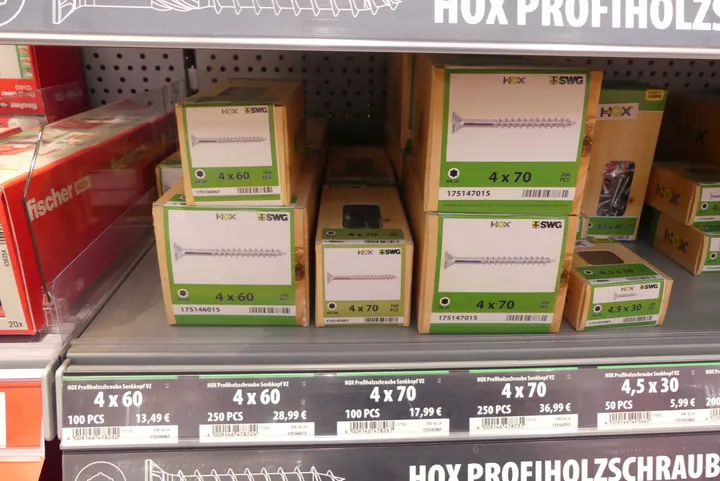 HOX PROFIHOLZS
fischer
20x
HOX SWG
4 x 60
HOX SWG
4 x 60
175146015
HOX SWG
4 x 70
HOX SWG
4 x 70
175147015
HOX SWG
4 x 70
175147015
HOX
4,5 x 30
HOX Profiholzschraube Senkkopf VZ
4 x 60
100 PCS 13,49 €
HOX Profiholzschraube Senkkopf VZ
4 x 60
250 PCS 28,99 €
HOX Profiholzschraube Senkkopf VZ
4 x 70
100 PCS 17,99 €
HOX Profiholzschraube Senkkopf VZ
4 x 70
250 PCS 36,99 €
HOX Profiholzschraube Senkkopf VZ
4,5 x 30
50 PCS 5,99 €
HOX PROFIHOLZSCHRAUB